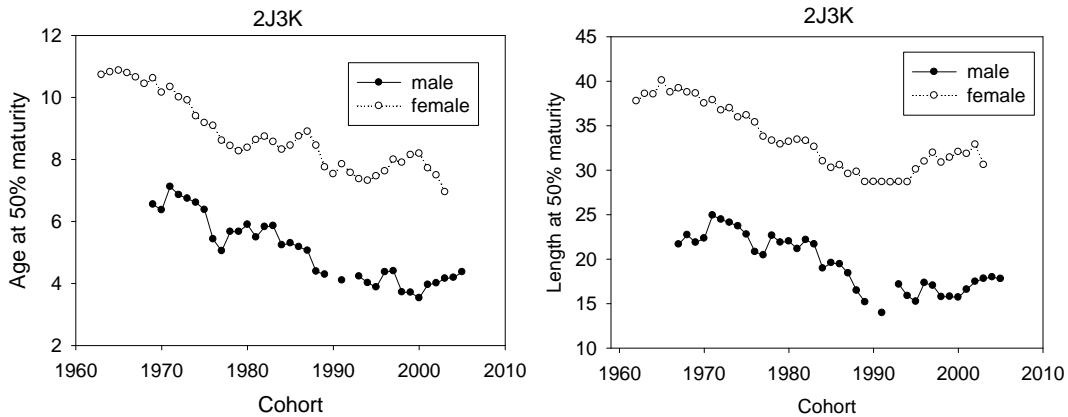 2J3K
12
10
8
6
4
2
Age at 50% maturity
male
female
1960 1970 1980 1990 2000 2010
Cohort
2J3K
45
40
35
30
25
20
15
10
Length at 50% maturity
male
female
1960 1970 1980 1990 2000 2010
Cohort